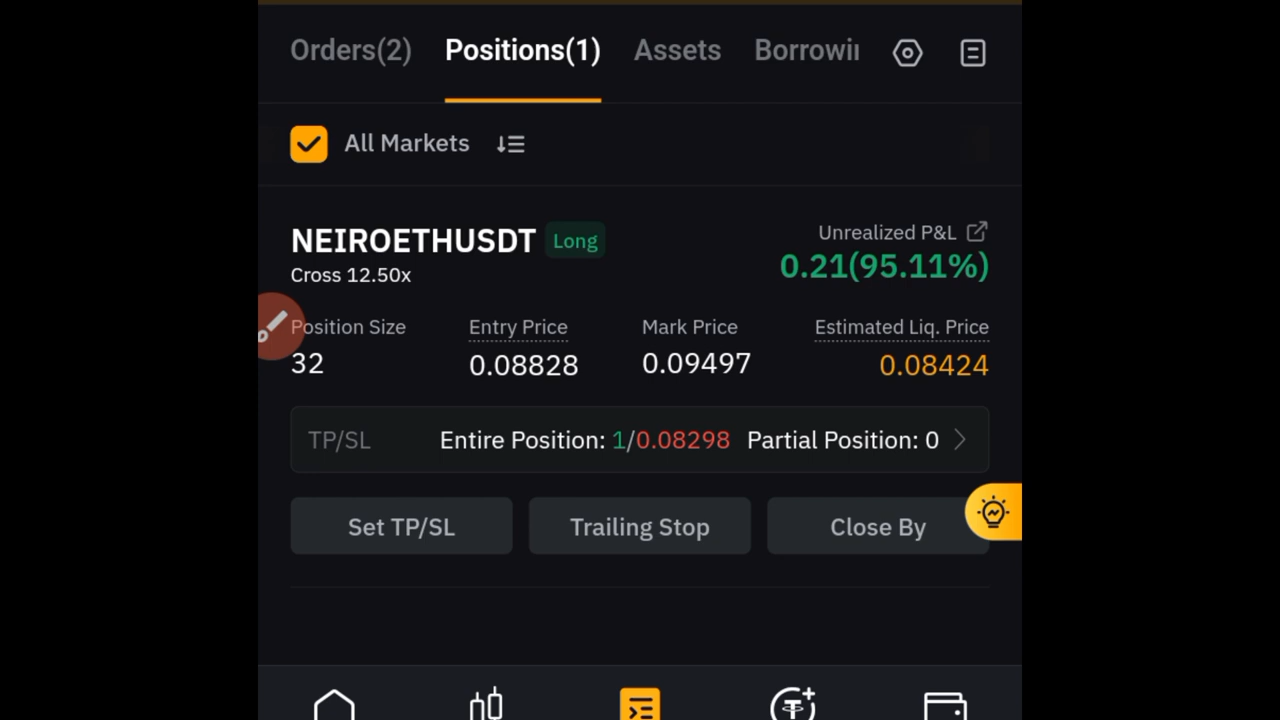 Orders(2) Positions(1) Assets Borrowii
All Markets
NEIROETHUSDT Long Unrealized P&L
Cross 12.50x 0.21(95.11%)
Position Size Entry Price Mark Price Estimated Liq. Price
32 0.08828 0.09497 0.08424
TP/SL Entire Position: 1/0.08298 Partial Position: 0
Set TP/SL Trailing Stop Close By